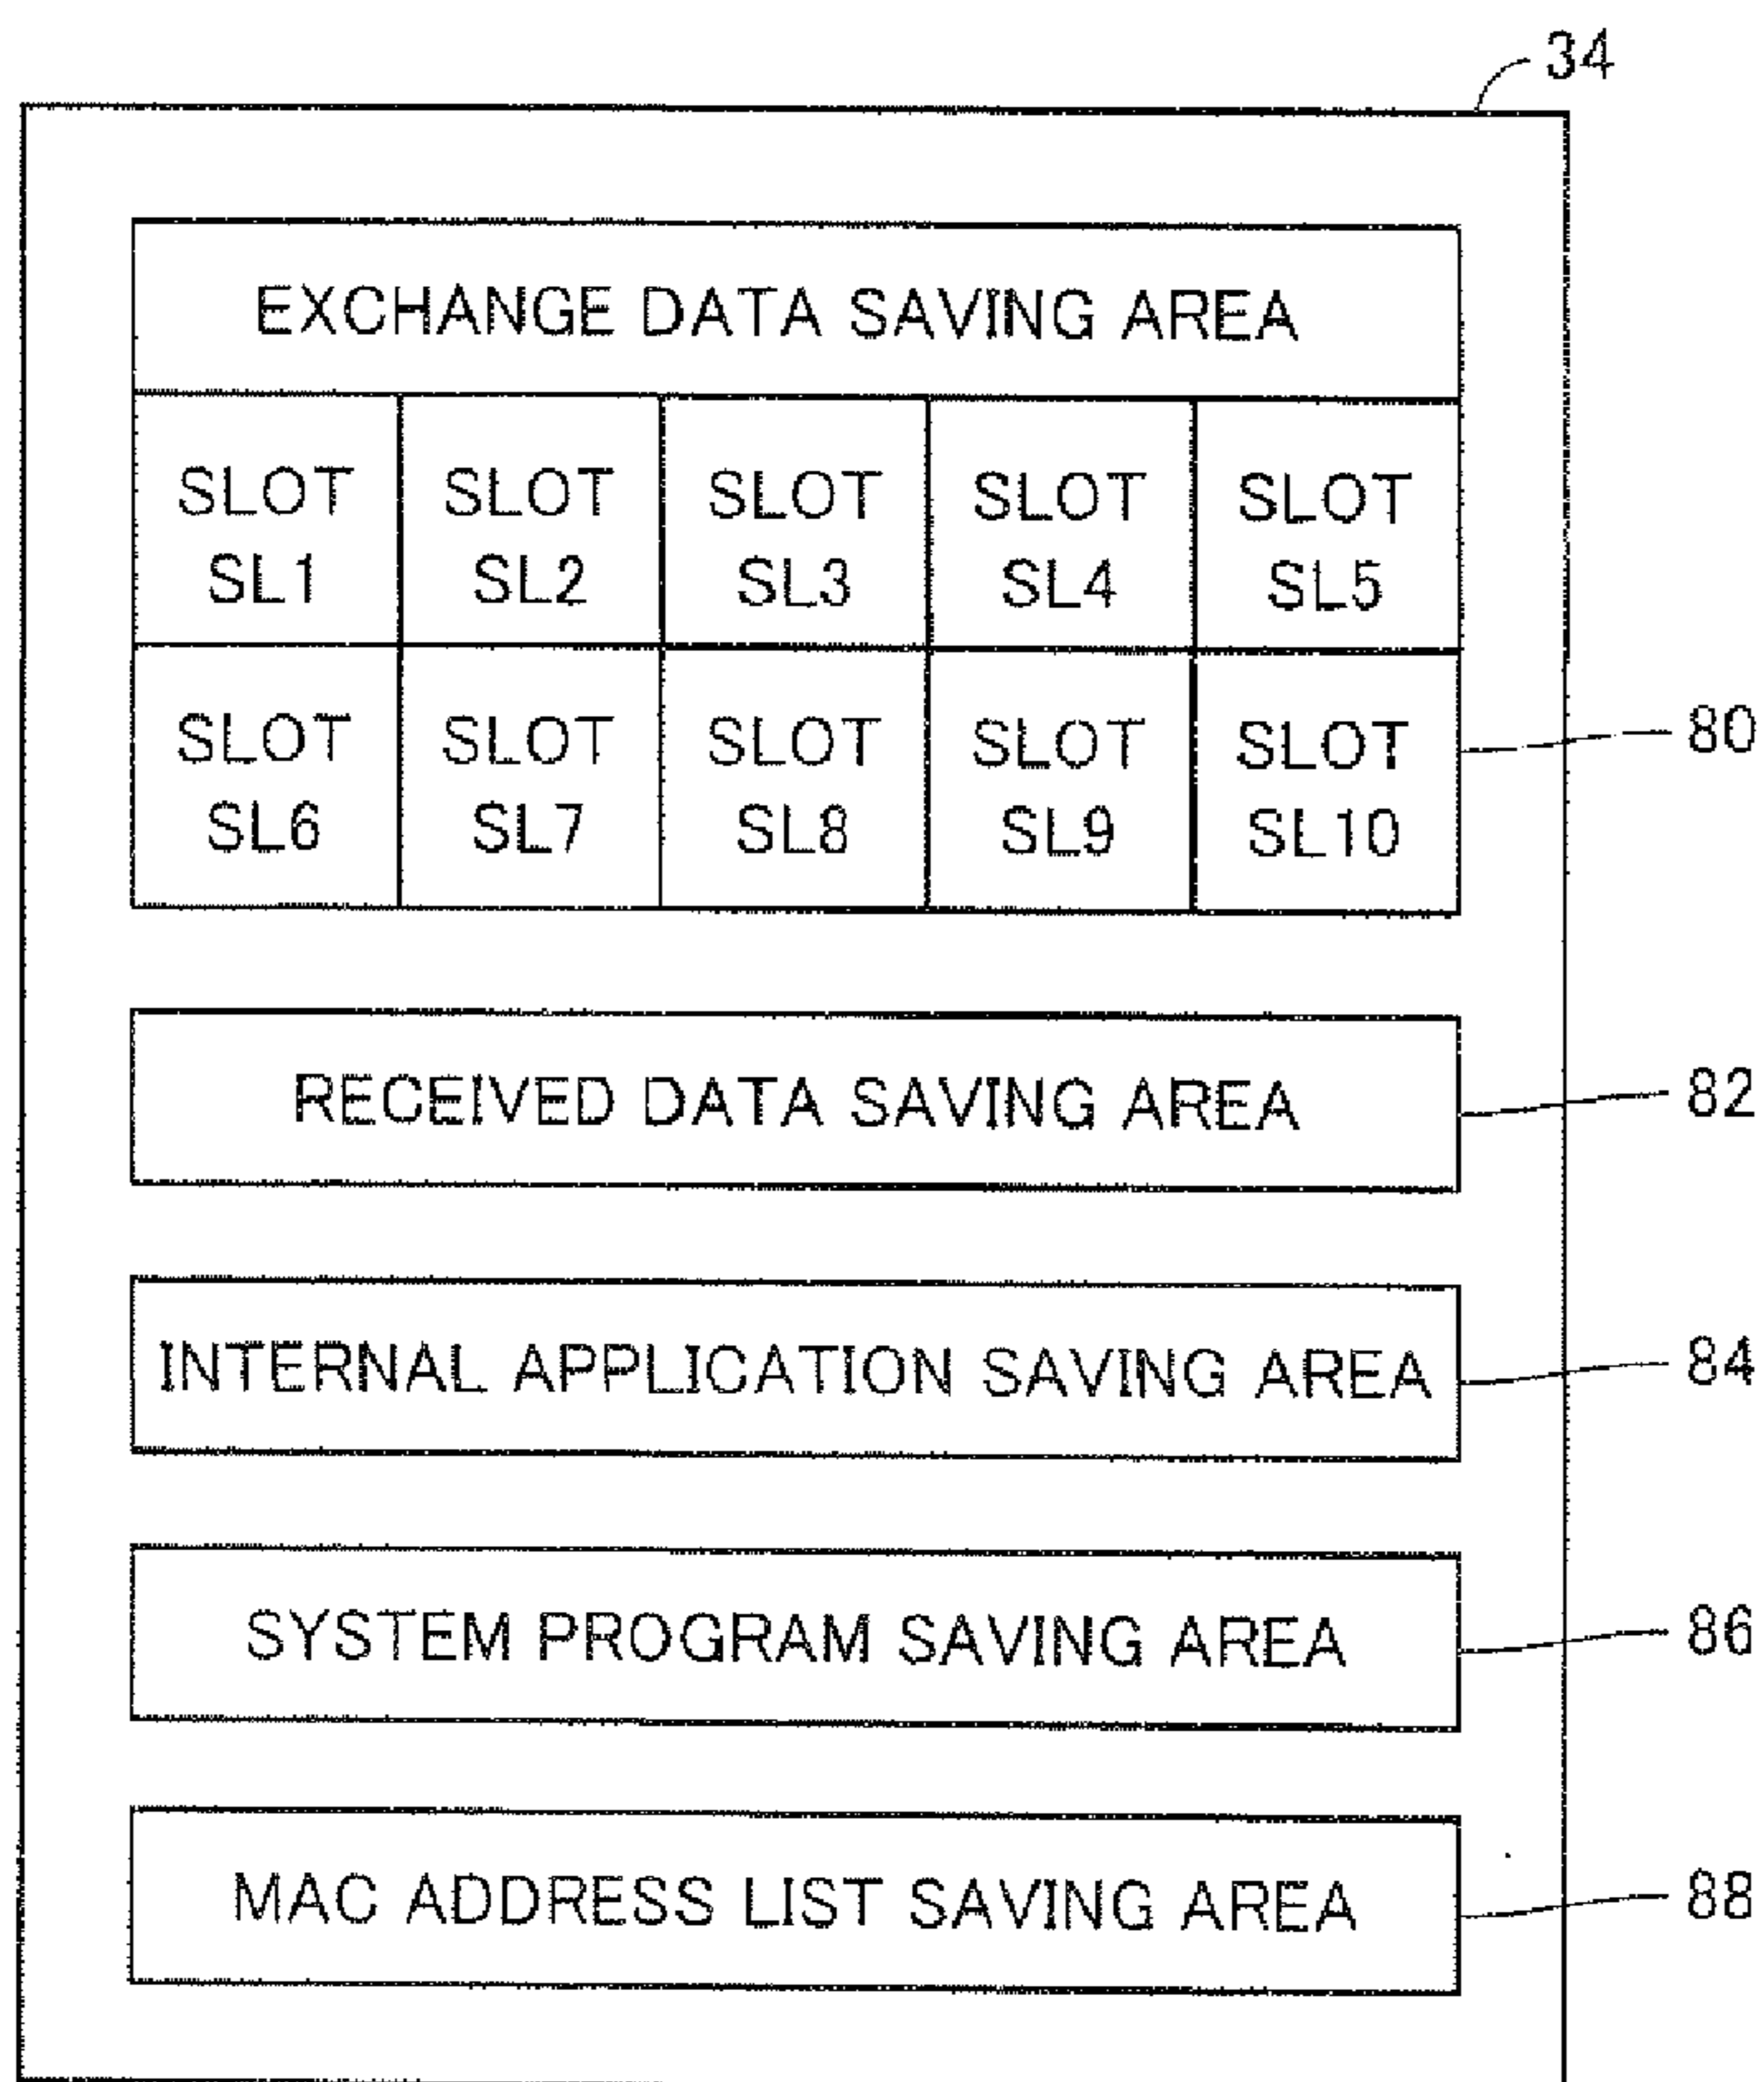 34
EXCHANGE DATA SAVING AREA
SLOT SL1
SLOT SL2
SLOT SL3
SLOT SL4
SLOT SL5
SLOT SL6
SLOT SL7
SLOT SL8
SLOT SL9
SLOT SL10
80
RECEIVED DATA SAVING AREA
82
INTERNAL APPLICATION SAVING AREA
84
SYSTEM PROGRAM SAVING AREA
86
MAC ADDRESS LIST SAVING AREA
88